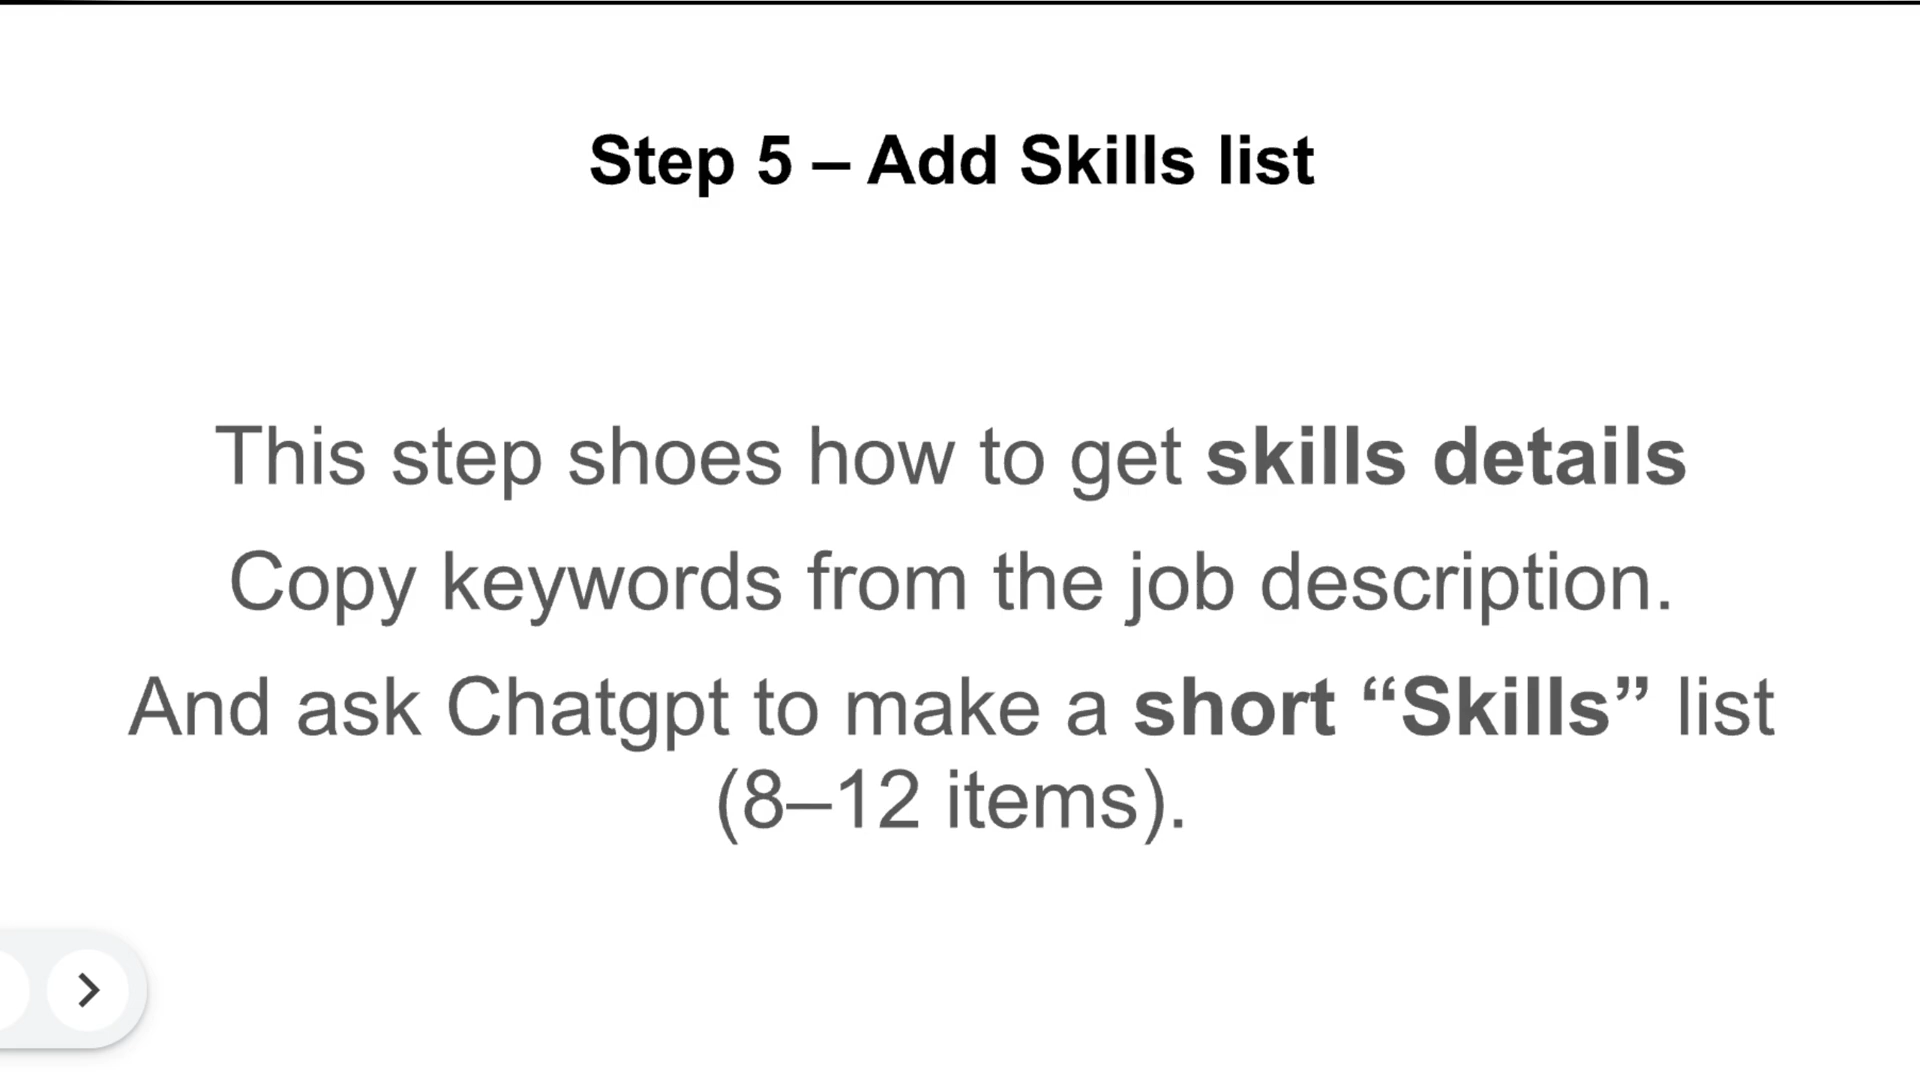 Step 5 – Add Skills list
This step shoes how to get skills details
Copy keywords from the job description.
And ask Chatgpt to make a short “Skills” list
(8–12 items).